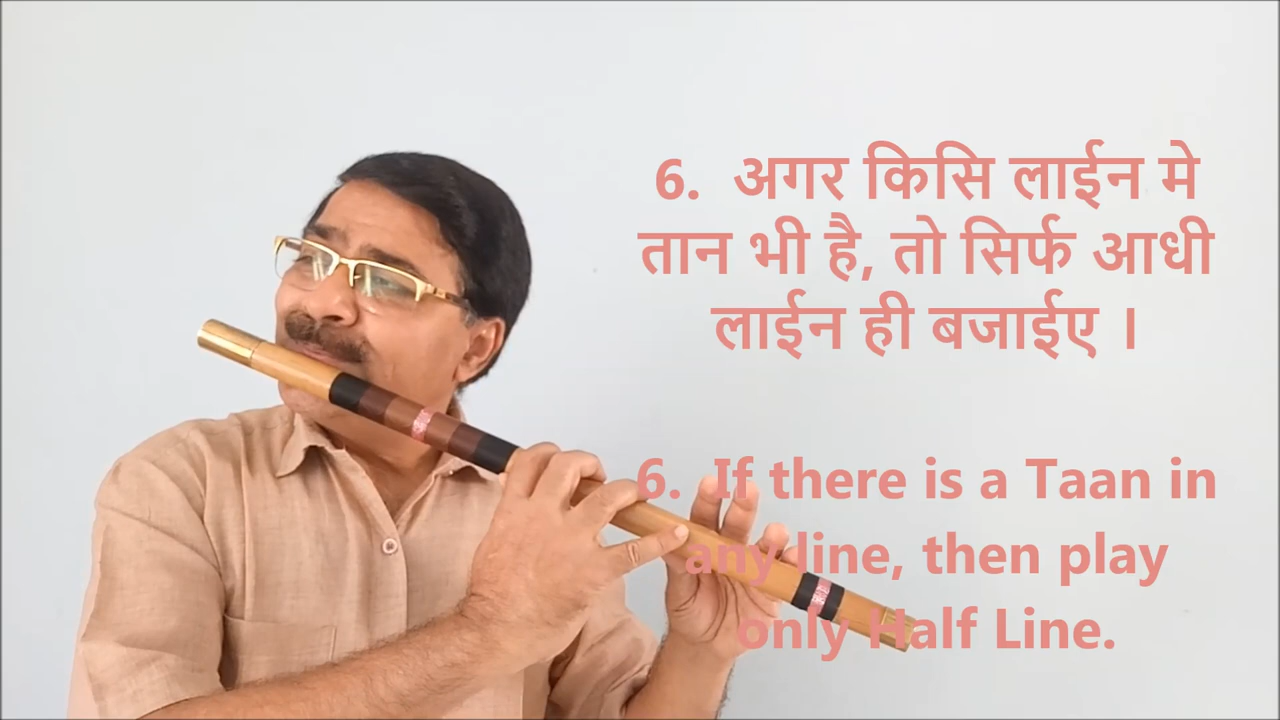 6. अगर किसि लाईन मे
तान भी है, तो सिर्फ आधी
लाईन ही बजाईए ।
6. If there is a Taan in
any line, then play
only Half Line.